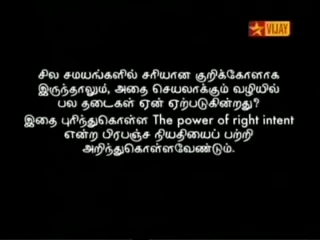 VIJAY
சில சமயங்களில் சரியான குறிக்கோளாக
இருந்தாலும், அதை செயலாக்கும் வழியில்
பல தடைகள் ஏன் ஏற்படுகின்றது?
இதை புரிந்துகொள்ள The power of right intent
என்ற பிரபஞ்ச நியதியைப் பற்றி
அறிந்துகொள்ளவேண்டும்.